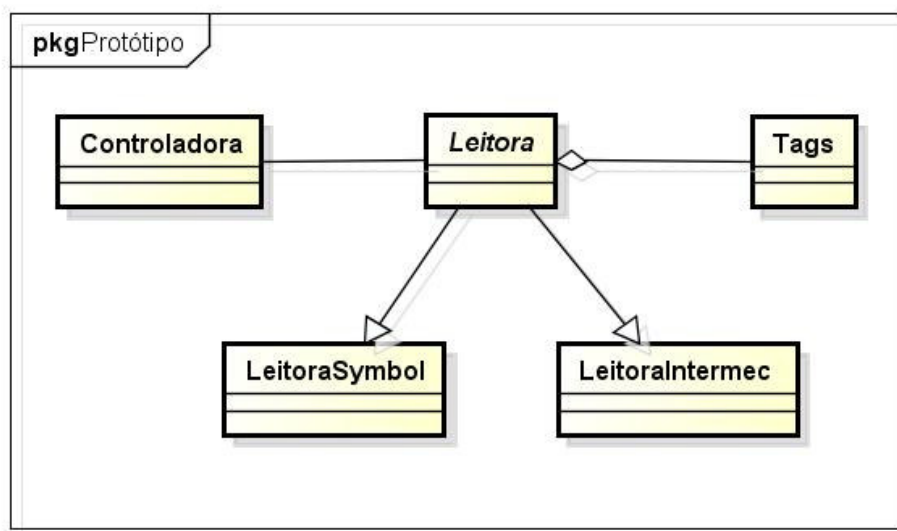 pkgProtótipo
Controladora
Leitora
Tags
LeitoraSymbol
LeitoraIntermec